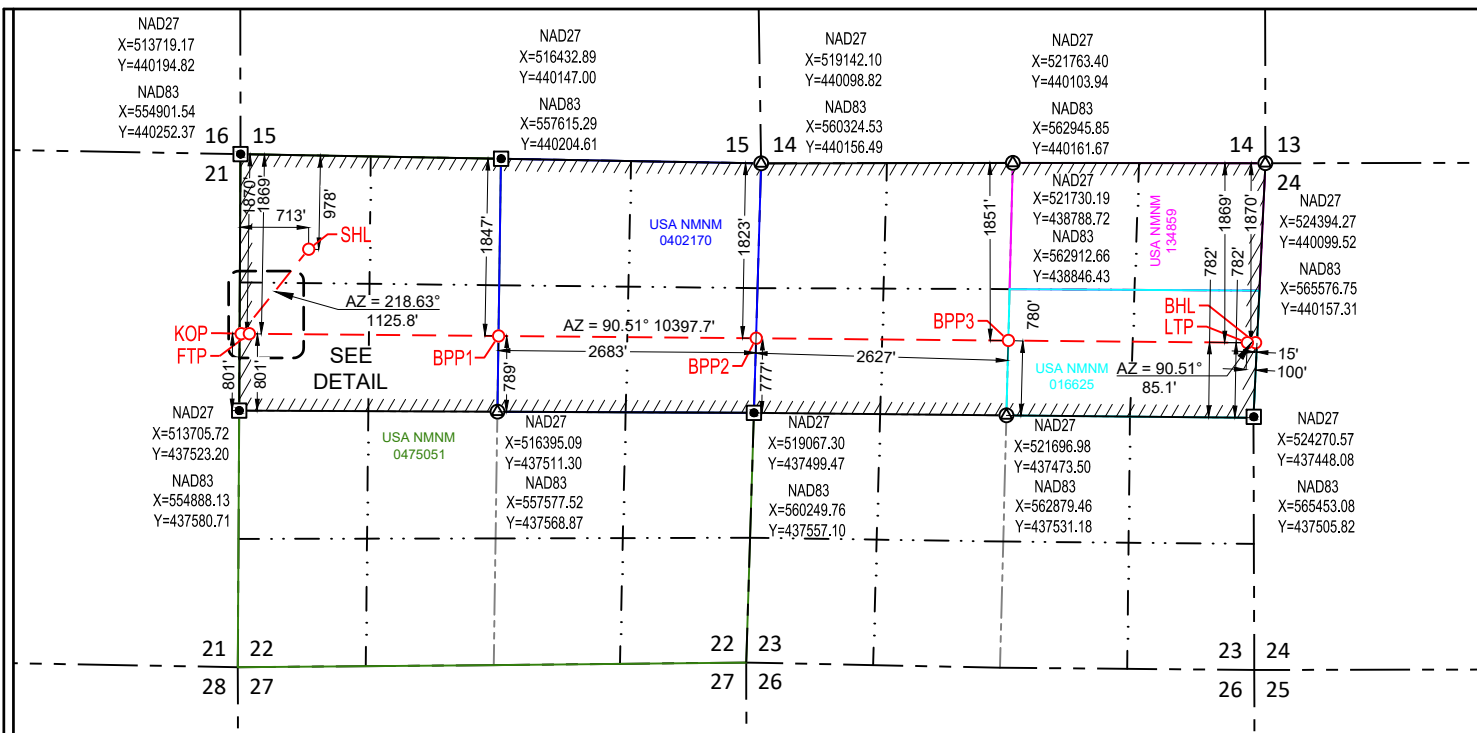 NAD27
X=513719.17
Y=440194.82
NAD83
X=554901.54
Y=440252.37
NAD27
X=516432.89
Y=440147.00
NAD83
X=557615.29
Y=440204.61
NAD27
X=519142.10
Y=440098.82
NAD83
X=560324.53
Y=440156.49
NAD27
X=521763.40
Y=440103.94
NAD83
X=562945.85
Y=440161.67
16 15
21
15 14
14 13
24
1870'
1869'
713'
978'
SHL
1847'
USA NMNM
0402170
1823'
1851'
NAD27
X=521730.19
Y=438788.72
NAD83
X=562912.66
Y=438846.43
USA NMNM
134859
1869'
1870'
782'
782'
NAD27
X=524394.27
Y=440099.52
NAD83
X=565576.75
Y=440157.31
AZ = 218.63°
1125.8'
KOP
FTP
SEE
DETAIL
801'
801'
BPP1
AZ = 90.51° 10397.7'
2683'
789'
BPP2
777'
2627'
BPP3
780'
BHL
LTP
USA NMNM
016625
AZ = 90.51°
85.1'
15'
100'
NAD27
X=513705.72
Y=437523.20
NAD83
X=554888.13
Y=437580.71
USA NMNM
0475051
NAD27
X=516395.09
Y=437511.30
NAD83
X=557577.52
Y=437568.87
NAD27
X=519067.30
Y=437499.47
NAD83
X=560249.76
Y=437557.10
NAD27
X=521696.98
Y=437473.50
NAD83
X=562879.46
Y=437531.18
NAD27
X=524270.57
Y=437448.08
NAD83
X=565453.08
Y=437505.82
21 22
28 27
22 23
27 26
23 24
26 25